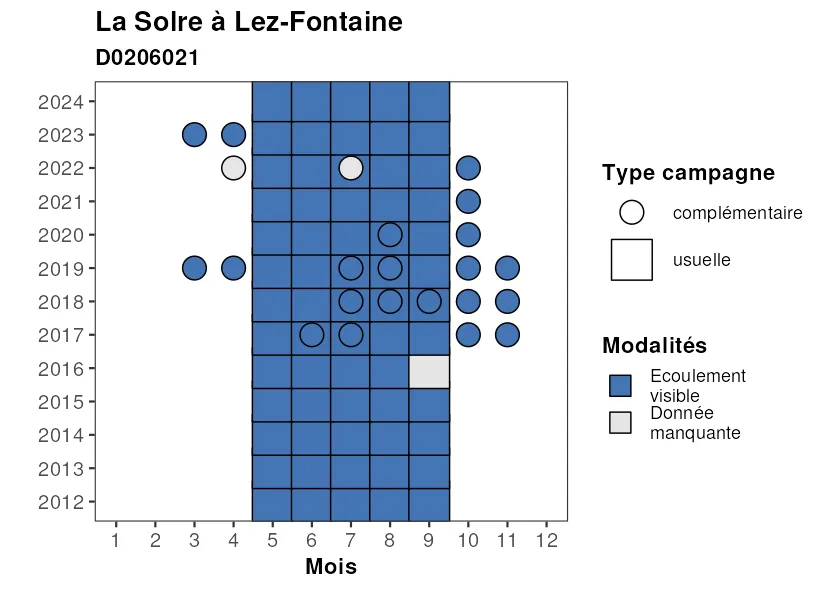 La Solre à Lez-Fontaine
D0206021
2024
2023
2022
2021
2020
2019
2018
2017
2016
2015
2014
2013
2012
1 2 3 4 5 6 7 8 9 10 11 12
Mois
Type campagne
complémentaire
usuelle
Modalités
Ecoulement
visible
Donnée
manquante